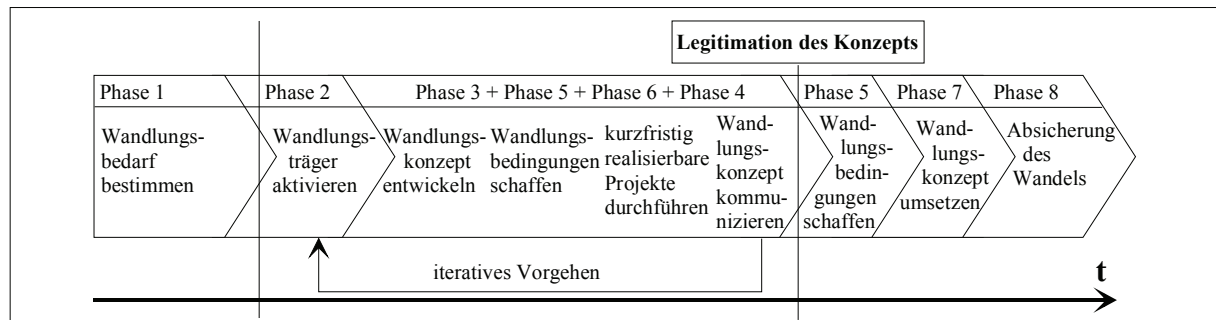 Legitimation des Konzepts
Phase 1
Phase 2
Phase 3 + Phase 5 + Phase 6 + Phase 4
Phase 5
Phase 7
Phase 8
Wandlungs-
bedarf
bestimmen
Wandlungs-
träger
aktivieren
Wandlungs-
konzept
entwickeln
Wandlungs-
bedingungen
schaffen
kurzfristig
realisierbare
Projekte
durchführen
Wand-
lungs-
konzept
kommu-
nizieren
Wand-
lungs-
bedin-
gungen
schaffen
Wand-
lungs-
konzept
umsetzen
Absicherung
des
Wandels
iteratives Vorgehen
t